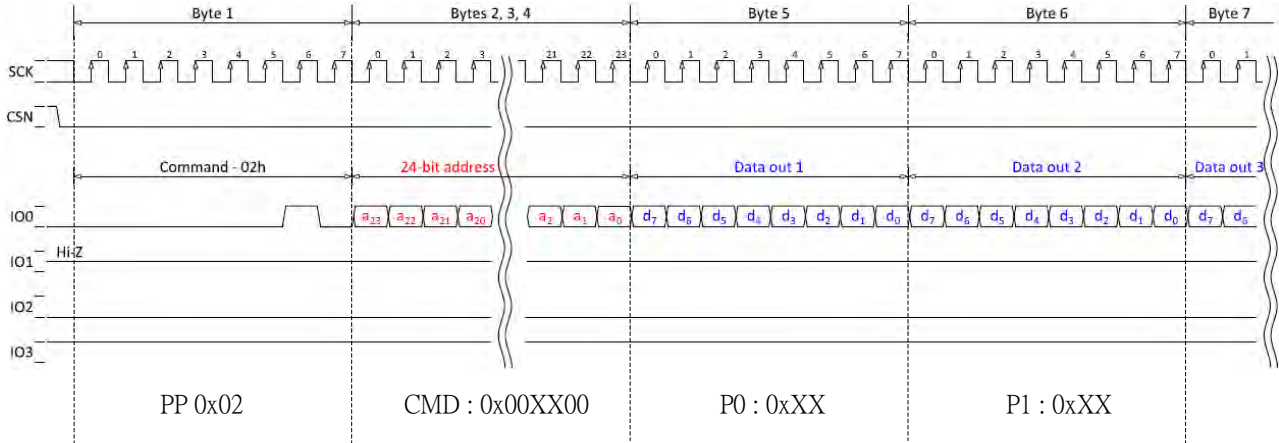 Byte 1 Bytes 2, 3, 4 Byte 5 Byte 6 Byte 7
0 1 2 3 4 5 6 7 0 1 2 3 21 22 23 0 1 2 3 4 5 6 7 0 1 2 3 4 5 6 7 0 1
SCK
CSN
Command - 02h 24-bit address Data out 1 Data out 2 Data out 3
IO0 a23 a22 a21 a20 a2 a1 a0 d7 d6 d5 d4 d3 d2 d1 d0 d7 d6 d5 d4 d3 d2 d1 d0 d7 d6
Hi-Z
IO1
IO2
IO3
PP 0x02 CMD : 0x00XX00 P0 : 0xXX P1 : 0xXX